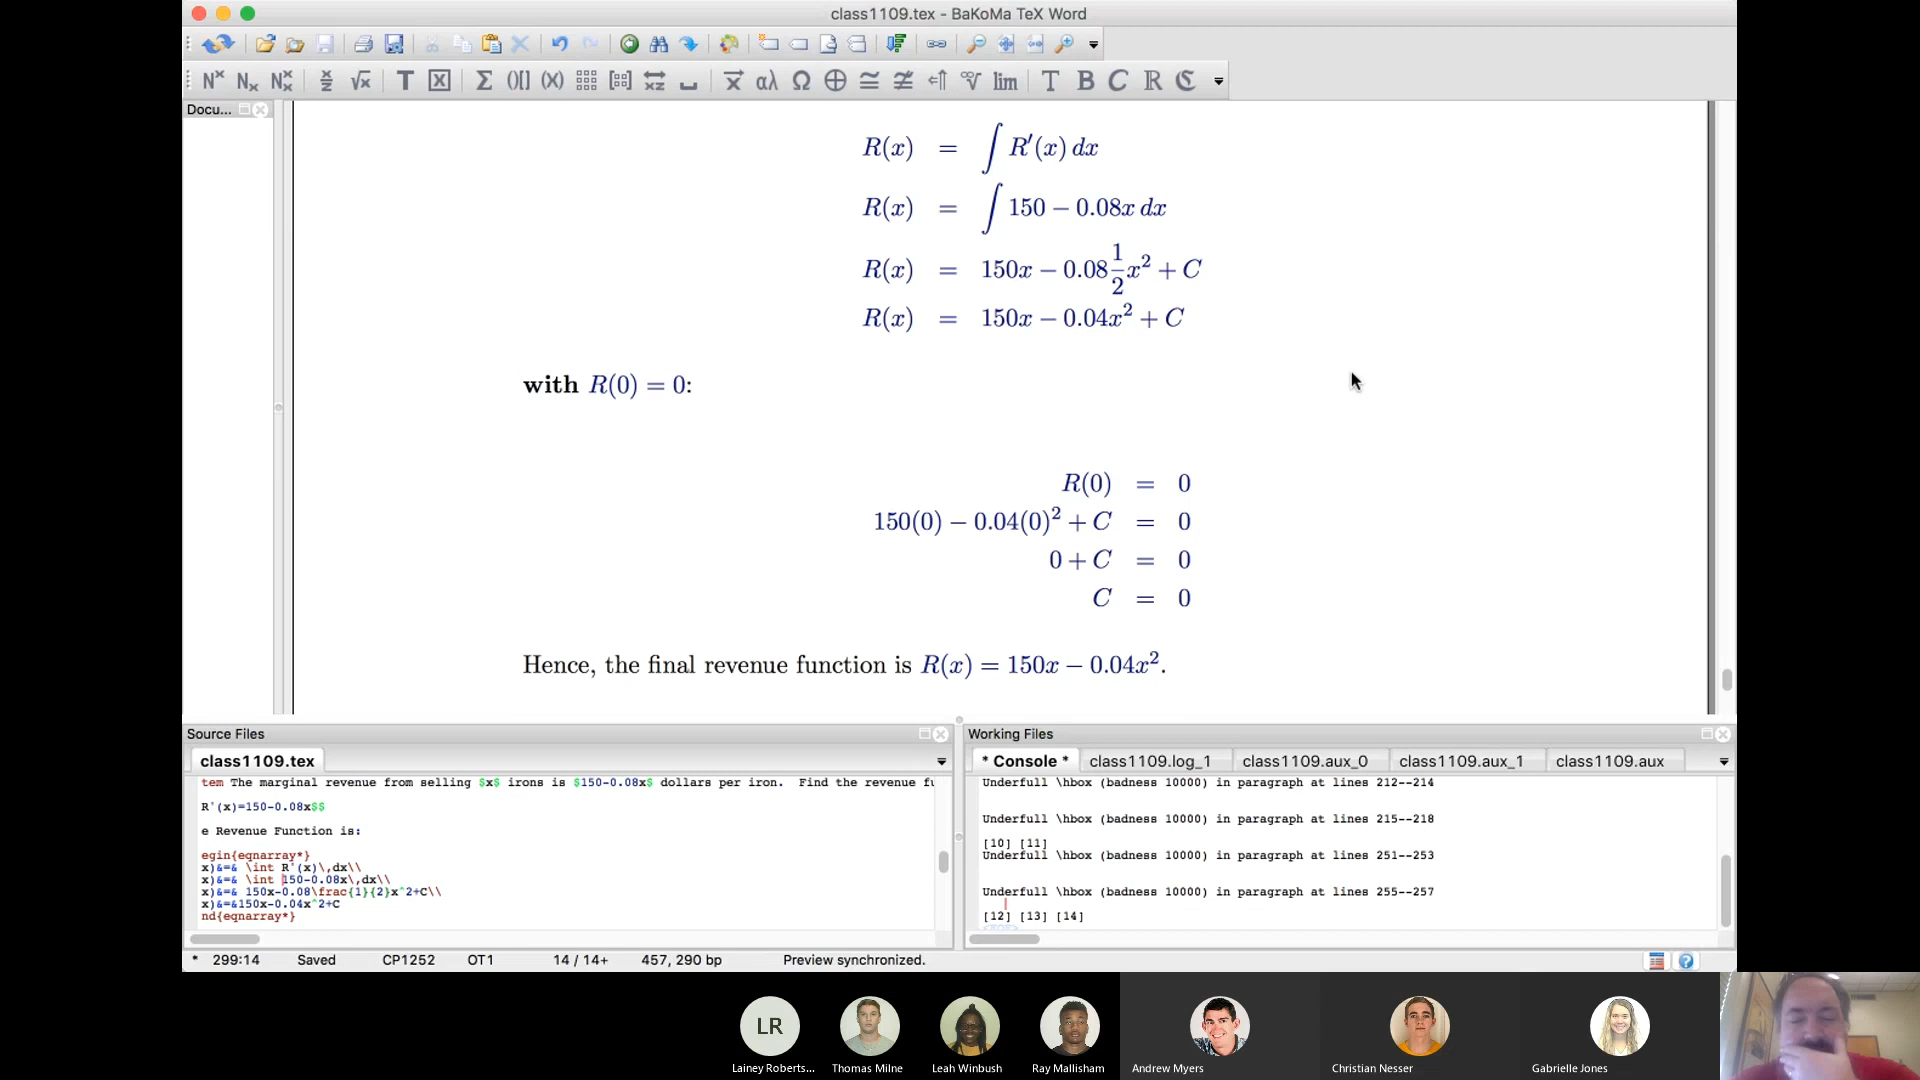 class1109.tex - BaKoMa TeX Word
Docu...
R(x) = ∫ R′(x) dx
R(x) = ∫ 150 − 0.08x dx
R(x) = 150x − 0.08 1/2 x² + C
R(x) = 150x − 0.04x² + C
with R(0) = 0:
R(0) = 0
150(0) − 0.04(0)² + C = 0
0 + C = 0
C = 0
Hence, the final revenue function is R(x) = 150x − 0.04x².
Source Files
class1109.tex
tem The marginal revenue from selling $x$ irons is $150-0.08x$ dollars per iron. Find the revenue fu
R'(x)=150-0.08x$$
e Revenue Function is:
egin{eqnarray*}
x)&=& \int R'(x)\,dx\\
x)&=& \int 150-0.08x\,dx\\
x)&=& 150x-0.08\frac{1}{2}x^2+C\\
x)&=&150x-0.04x^2+C
nd{eqnarray*}
Working Files
* Console * class1109.log_1 class1109.aux_0 class1109.aux_1 class1109.aux
Underfull \hbox (badness 10000) in paragraph at lines 212--214
Underfull \hbox (badness 10000) in paragraph at lines 215--218
[10] [11]
Underfull \hbox (badness 10000) in paragraph at lines 251--253
Underfull \hbox (badness 10000) in paragraph at lines 255--257
[12] [13] [14]
* 299:14 Saved CP1252 OT1 14 / 14+ 457, 290 bp Preview synchronized.
LR
Lainey Roberts... Thomas Milne Leah Winbush Ray Mallisham Andrew Myers Christian Nesser Gabrielle Jones